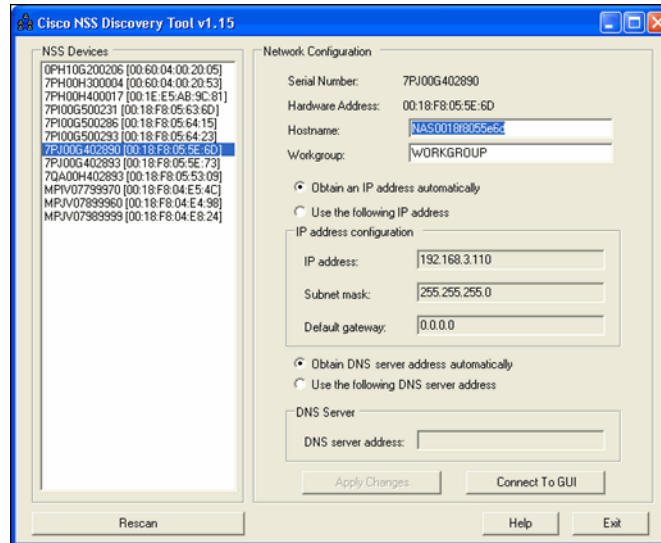 Cisco NSS Discovery Tool v1.15
NSS Devices
0PH10G200206 [00:60:04:00:20:05]
7PH00H300004 [00:60:04:00:20:53]
7PH00H400017 [00:1E:E5:AB:9C:81]
7PI00G500231 [00:18:F8:05:63:6D]
7PI00G500286 [00:18:F8:05:64:15]
7PI00G500293 [00:18:F8:05:64:23]
7PJ00G402890 [00:18:F8:05:5E:6D]
7PJ00G402893 [00:18:F8:05:5E:73]
7QA00H402893 [00:18:F8:05:53:09]
MPIV07799970 [00:18:F8:04:E5:4C]
MPJV07899960 [00:18:F8:04:E4:98]
MPJV07989999 [00:18:F8:04:E8:24]
Rescan
Network Configuration
Serial Number: 7PJ00G402890
Hardware Address: 00:18:F8:05:5E:6D
Hostname: NAS0018f8055e6d
Workgroup: WORKGROUP
Obtain an IP address automatically
Use the following IP address
IP address configuration
IP address: 192.168.3.110
Subnet mask: 255.255.255.0
Default gateway: 0.0.0.0
Obtain DNS server address automatically
Use the following DNS server address
DNS Server
DNS server address:
Apply Changes
Connect To GUI
Help
Exit